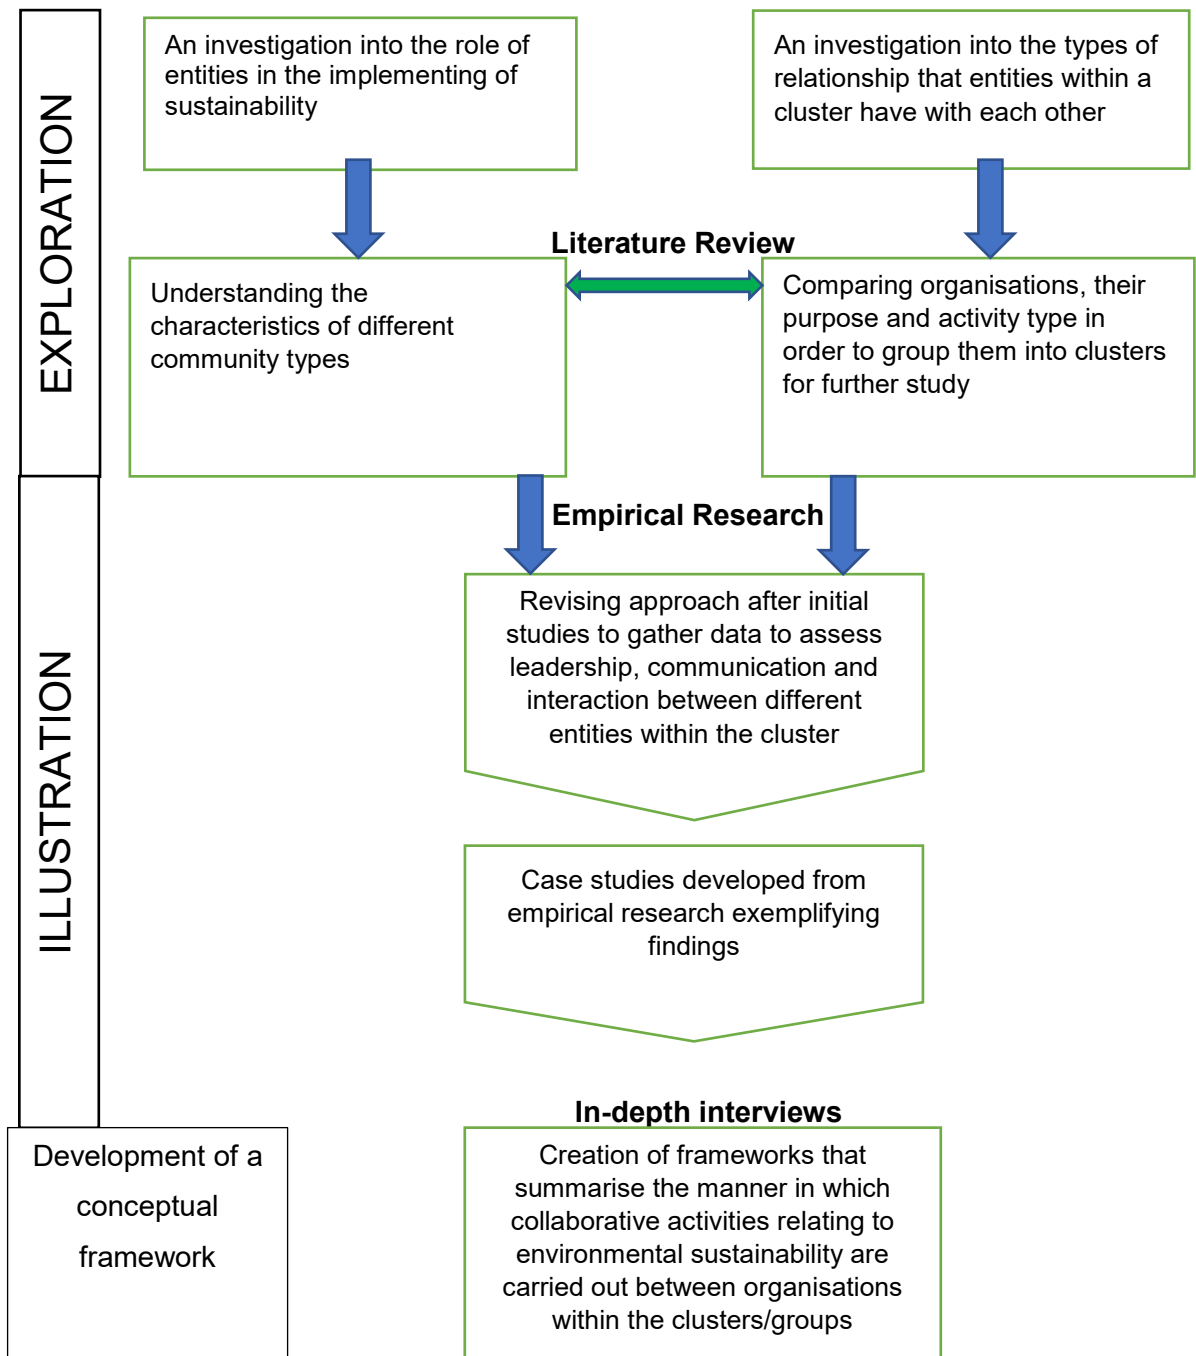 EXPLORATION
An investigation into the role of
entities in the implementing of
sustainability
An investigation into the types of
relationship that entities within a
cluster have with each other
Literature Review
Understanding the
characteristics of different
community types
Comparing organisations, their
purpose and activity type in
order to group them into clusters
for further study
ILLUSTRATION
Empirical Research
Revising approach after initial
studies to gather data to assess
leadership, communication and
interaction between different
entities within the cluster
Case studies developed from
empirical research exemplifying
findings
In-depth interviews
Development of a
conceptual
framework
Creation of frameworks that
summarise the manner in which
collaborative activities relating to
environmental sustainability are
carried out between organisations
within the clusters/groups